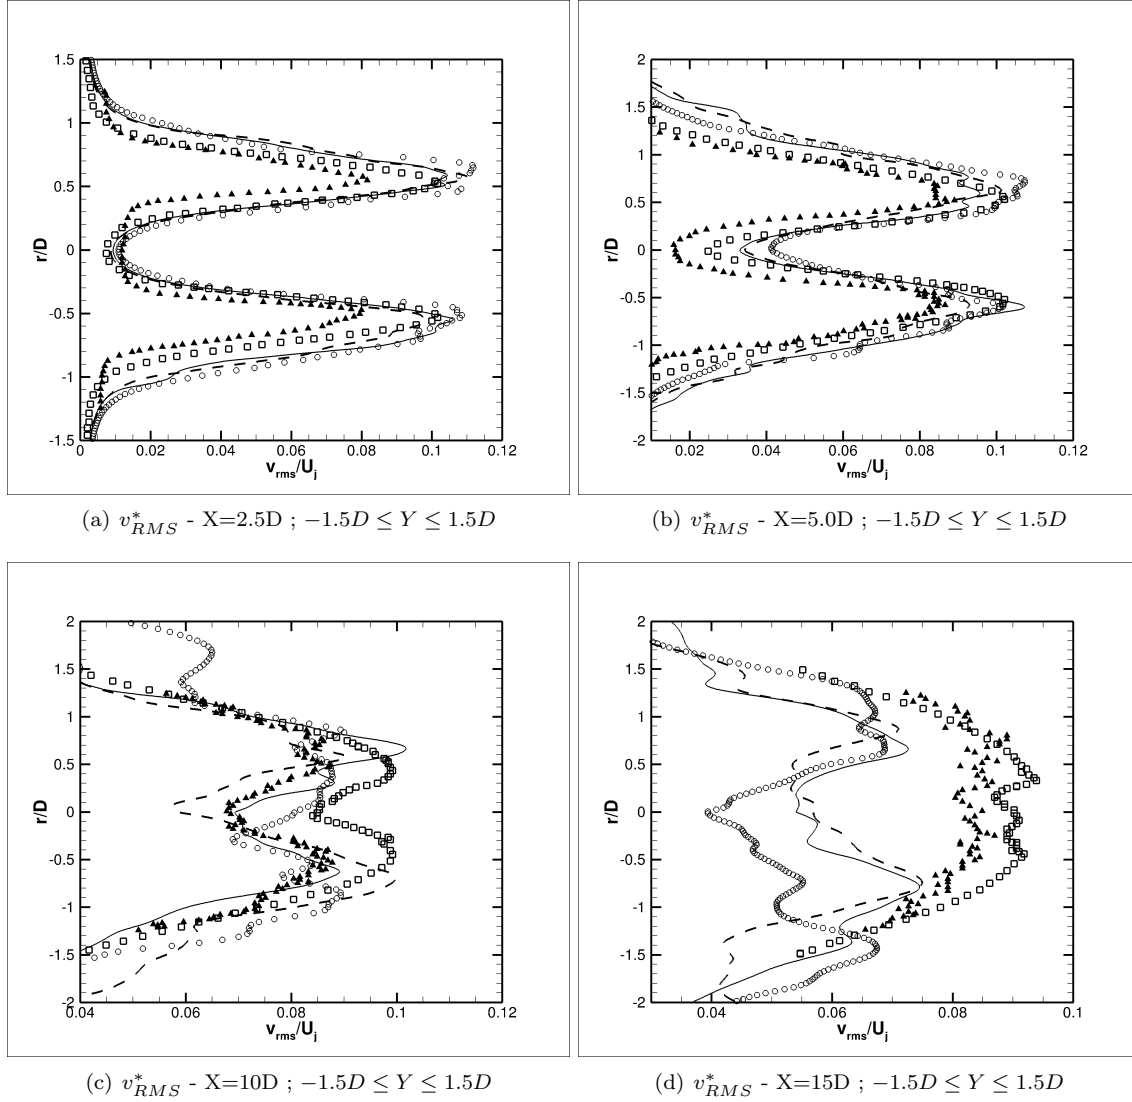 1.5
1
0.5
0
-0.5
-1
-1.5
r/D
0 0.02 0.04 0.06 0.08 0.1 0.12
v_rms/U_j
(a) v*_RMS - X=2.5D ; −1.5D ≤ Y ≤ 1.5D
2
1.5
1
0.5
0
-0.5
-1
-1.5
-2
r/D
0.02 0.04 0.06 0.08 0.1 0.12
v_rms/U_j
(b) v*_RMS - X=5.0D ; −1.5D ≤ Y ≤ 1.5D
2
1.5
1
0.5
0
-0.5
-1
-1.5
-2
r/D
0.04 0.06 0.08 0.1 0.12
v_rms/U_j
(c) v*_RMS - X=10D ; −1.5D ≤ Y ≤ 1.5D
2
1.5
1
0.5
0
-0.5
-1
-1.5
-2
r/D
0.04 0.06 0.08 0.1
v_rms/U_j
(d) v*_RMS - X=15D ; −1.5D ≤ Y ≤ 1.5D